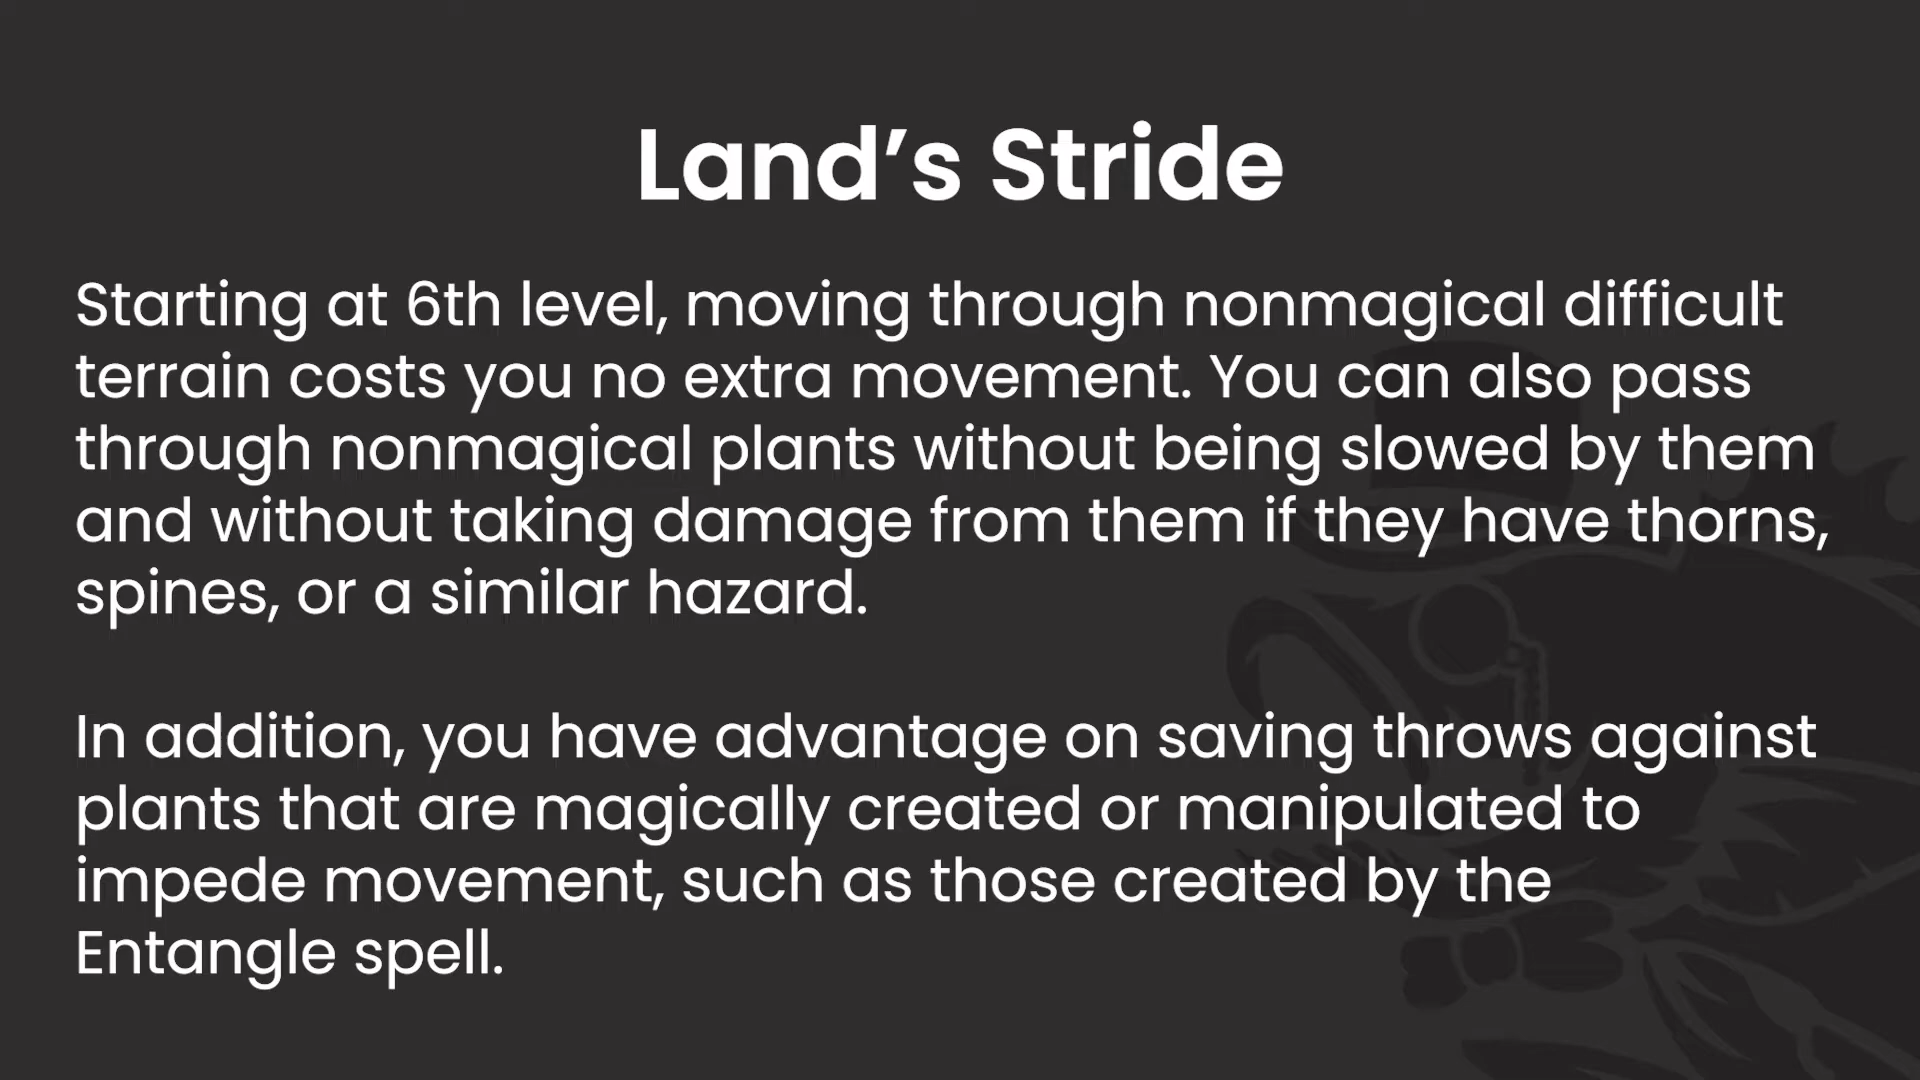 Land’s Stride
Starting at 6th level, moving through nonmagical difficult
terrain costs you no extra movement. You can also pass
through nonmagical plants without being slowed by them
and without taking damage from them if they have thorns,
spines, or a similar hazard.
In addition, you have advantage on saving throws against
plants that are magically created or manipulated to
impede movement, such as those created by the
Entangle spell.